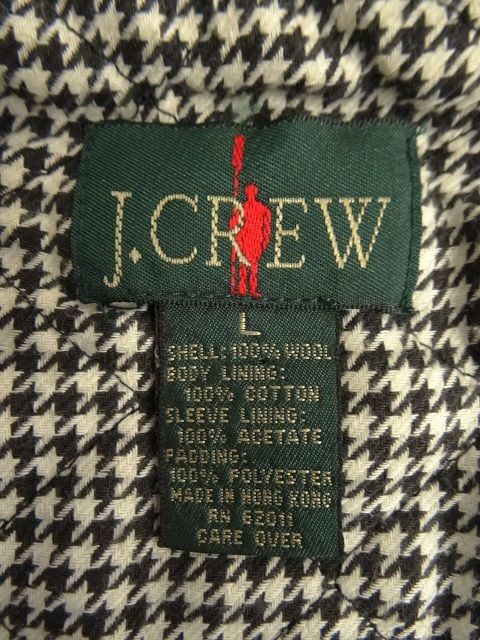 J.CREW
L
SHELL: 100% WOOL
BODY LINING:
100% COTTON
SLEEVE LINING:
100% ACETATE
PADDING:
100% POLYESTER
MADE IN HONG KONG
RN 62011
CARE OVER